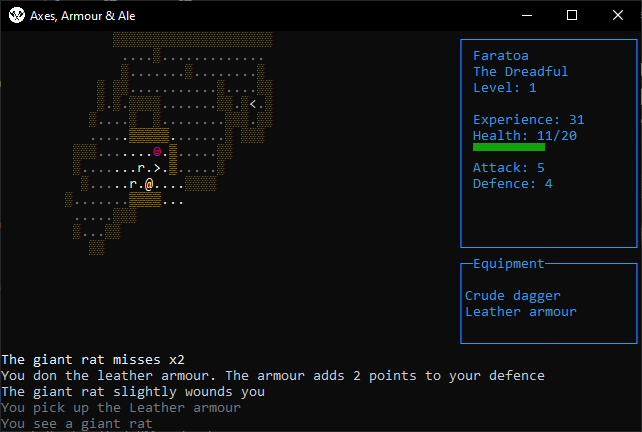 Axes, Armour & Ale
Faratoa
The Dreadful
Level: 1
Experience: 31
Health: 11/20
Attack: 5
Defence: 4
Equipment
Crude dagger
Leather armour
The giant rat misses x2
You don the leather armour. The armour adds 2 points to your defence
The giant rat slightly wounds you
You pick up the Leather armour
You see a giant rat